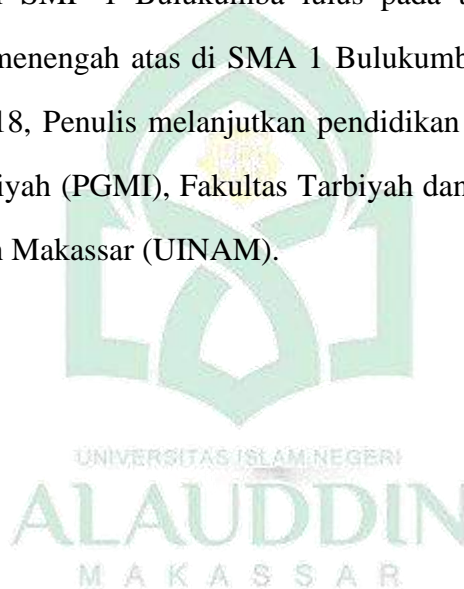 SMP 1 Bulukumba lulus pada
menengah atas di SMA 1 Bulukumb
18, Penulis melanjutkan pendidikan
iyah (PGMI), Fakultas Tarbiyah dan
n Makassar (UINAM).
UNIVERSITAS ISLAM NEGERI
ALAUDDIN
MAKASSAR